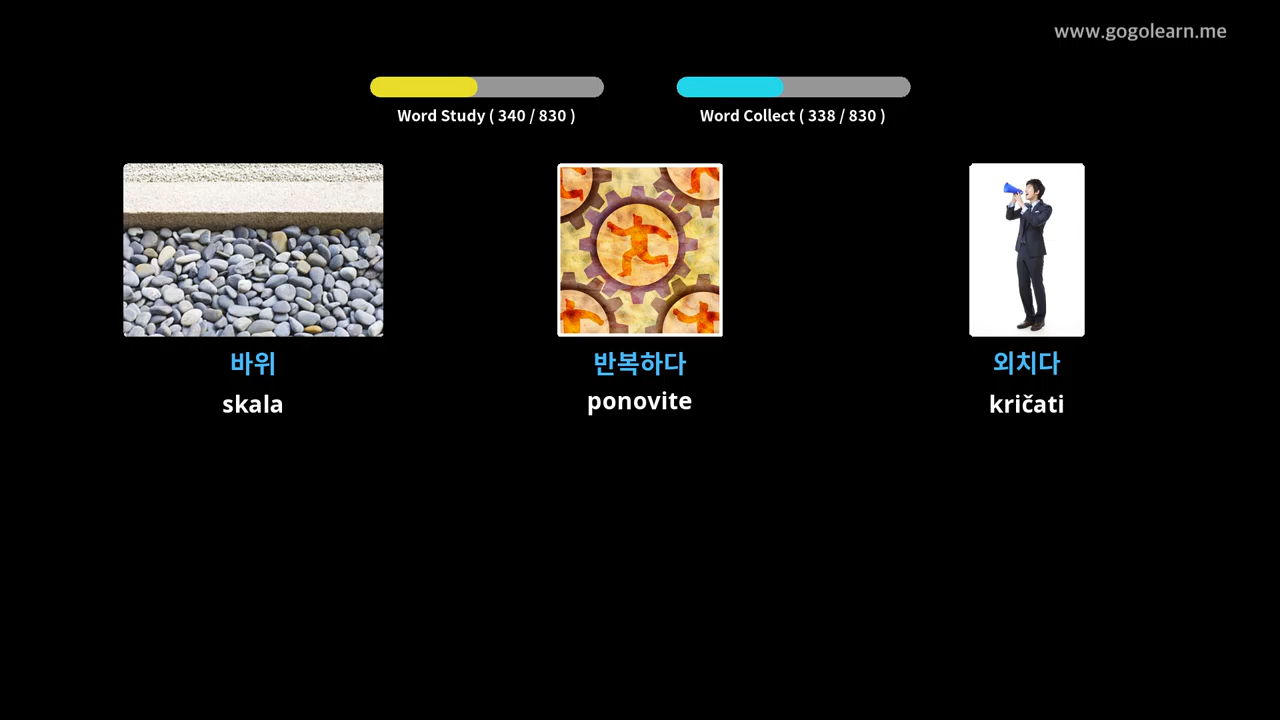 www.gogolearn.me
Word Study ( 340 / 830 )
Word Collect ( 338 / 830 )
바위
반복하다
외치다
skala
ponovite
kričati